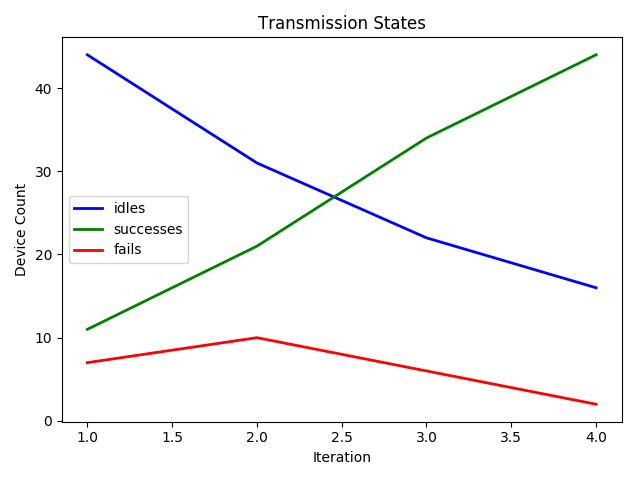 Transmission States
Device Count
40
30
20
10
0
idles
successes
fails
1.0 1.5 2.0 2.5 3.0 3.5 4.0
Iteration